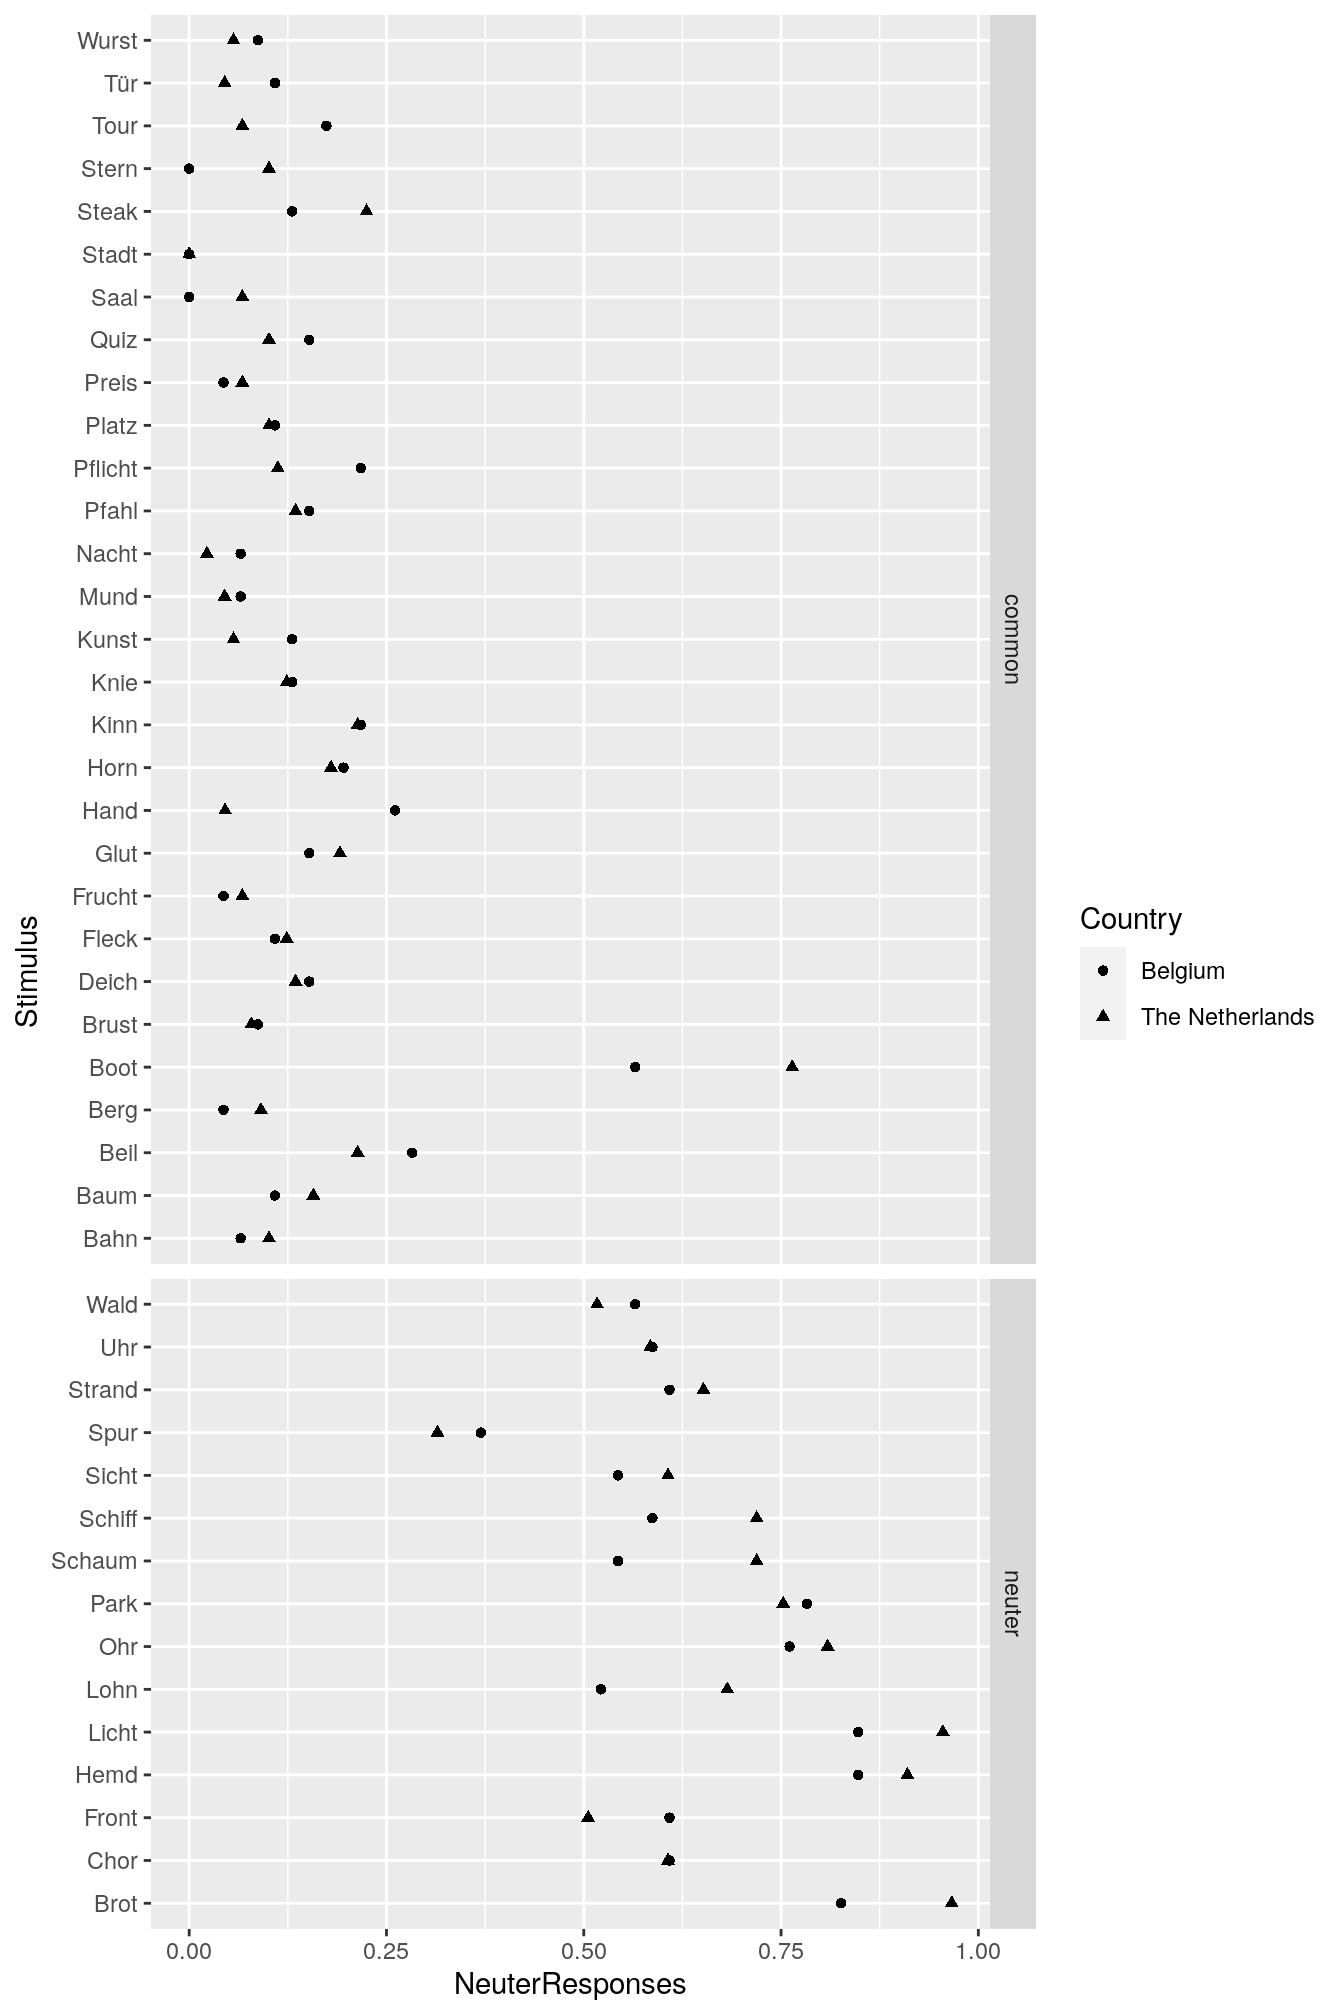 Wurst
Tür
Tour
Stern
Steak
Stadt
Saal
Quiz
Preis
Platz
Pflicht
Pfahl
Nacht
Mund
Kunst
Knie
Kinn
Horn
Hand
Glut
Frucht
Fleck
Deich
Brust
Boot
Berg
Beil
Baum
Bahn
common
Wald
Uhr
Strand
Spur
Sicht
Schiff
Schaum
Park
Ohr
Lohn
Licht
Hemd
Front
Chor
Brot
neuter
0.00 0.25 0.50 0.75 1.00
NeuterResponses
Stimulus
Country
Belgium
The Netherlands